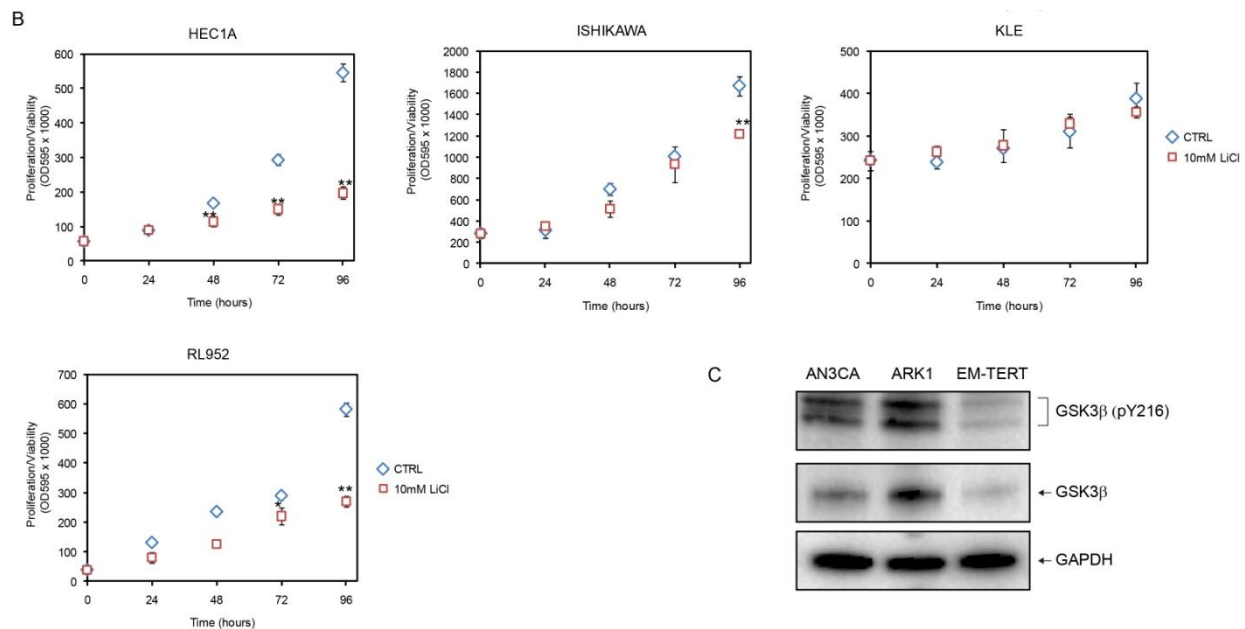 B
HEC1A
Proliferation/Viability
(OD595 x 1000)
600
500
400
300
200
100
0
0 24 48 72 96
Time (hours)
** ** **
ISHIKAWA
Proliferation/Viability
(OD595 x 1000)
2000
1800
1600
1400
1200
1000
800
600
400
200
0
0 24 48 72 96
Time (hours)
**
KLE
Proliferation/Viability
(OD595 x 1000)
500
400
300
200
100
0
0 24 48 72 96
Time (hours)
CTRL
10mM LiCl
RL952
Proliferation/Viability
(OD595 x 1000)
700
600
500
400
300
200
100
0
0 24 48 72 96
Time (hours)
* **
CTRL
10mM LiCl
C
AN3CA ARK1 EM-TERT
GSK3β (pY216)
← GSK3β
← GAPDH